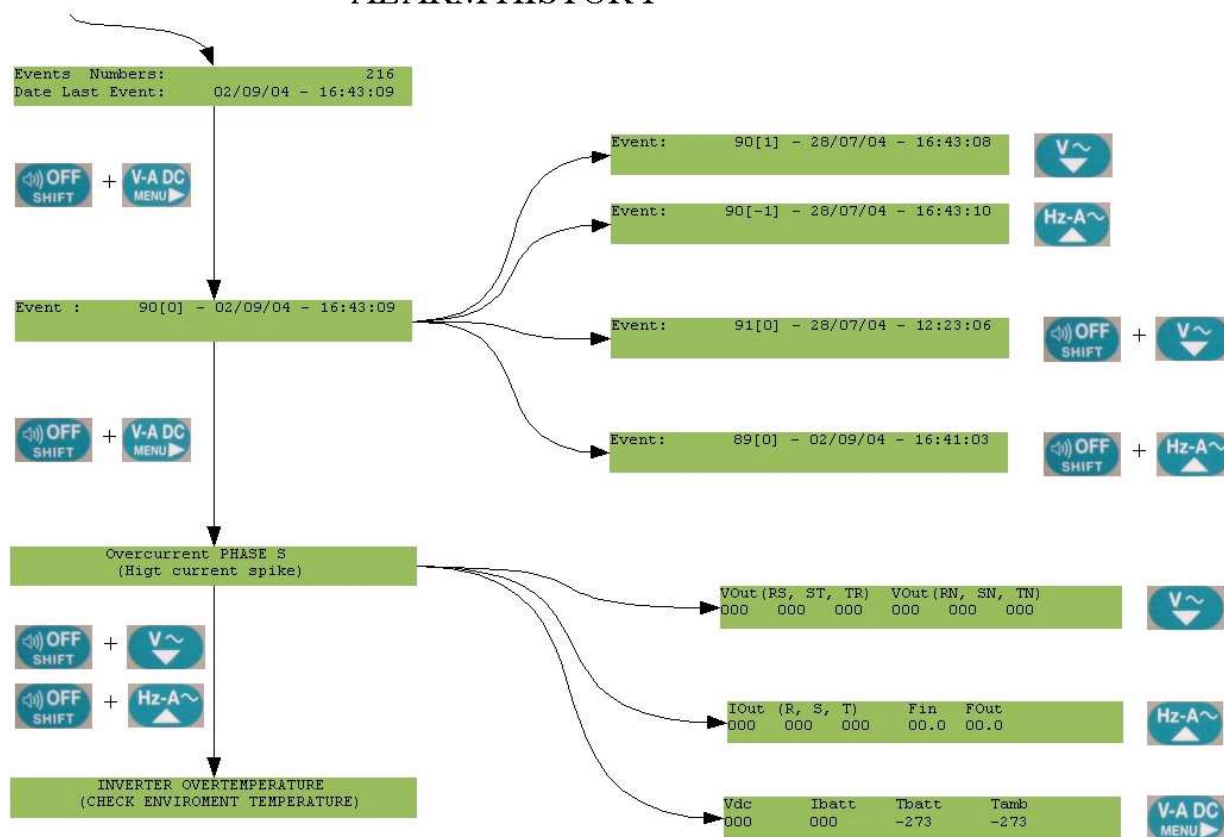 ALARM HISTORY
Events Numbers: 216
Date Last Event: 02/09/04 - 16:43:09
OFF
SHIFT
+
V-A DC
MENU
Event: 90[1] - 28/07/04 - 16:43:08
V~
Event: 90[-1] - 28/07/04 - 16:43:10
Hz-A~
Event : 90[0] - 02/09/04 - 16:43:09
Event: 91[0] - 28/07/04 - 12:23:06
OFF
SHIFT
+
V~
OFF
SHIFT
+
V-A DC
MENU
Event: 89[0] - 02/09/04 - 16:41:03
OFF
SHIFT
+
Hz-A~
Overcurrent PHASE S
(Higt current spike)
VOut(RS, ST, TR) VOut(RN, SN, TN)
000 000 000 000 000 000
V~
OFF
SHIFT
+
V~
OFF
SHIFT
+
Hz-A~
IOut (R, S, T) Fin FOut
000 000 000 00.0 00.0
Hz-A~
INVERTER OVERTEMPERATURE
(CHECK ENVIROMENT TEMPERATURE)
Vdc Ibatt Tbatt Tamb
000 000 -273 -273
V-A DC
MENU